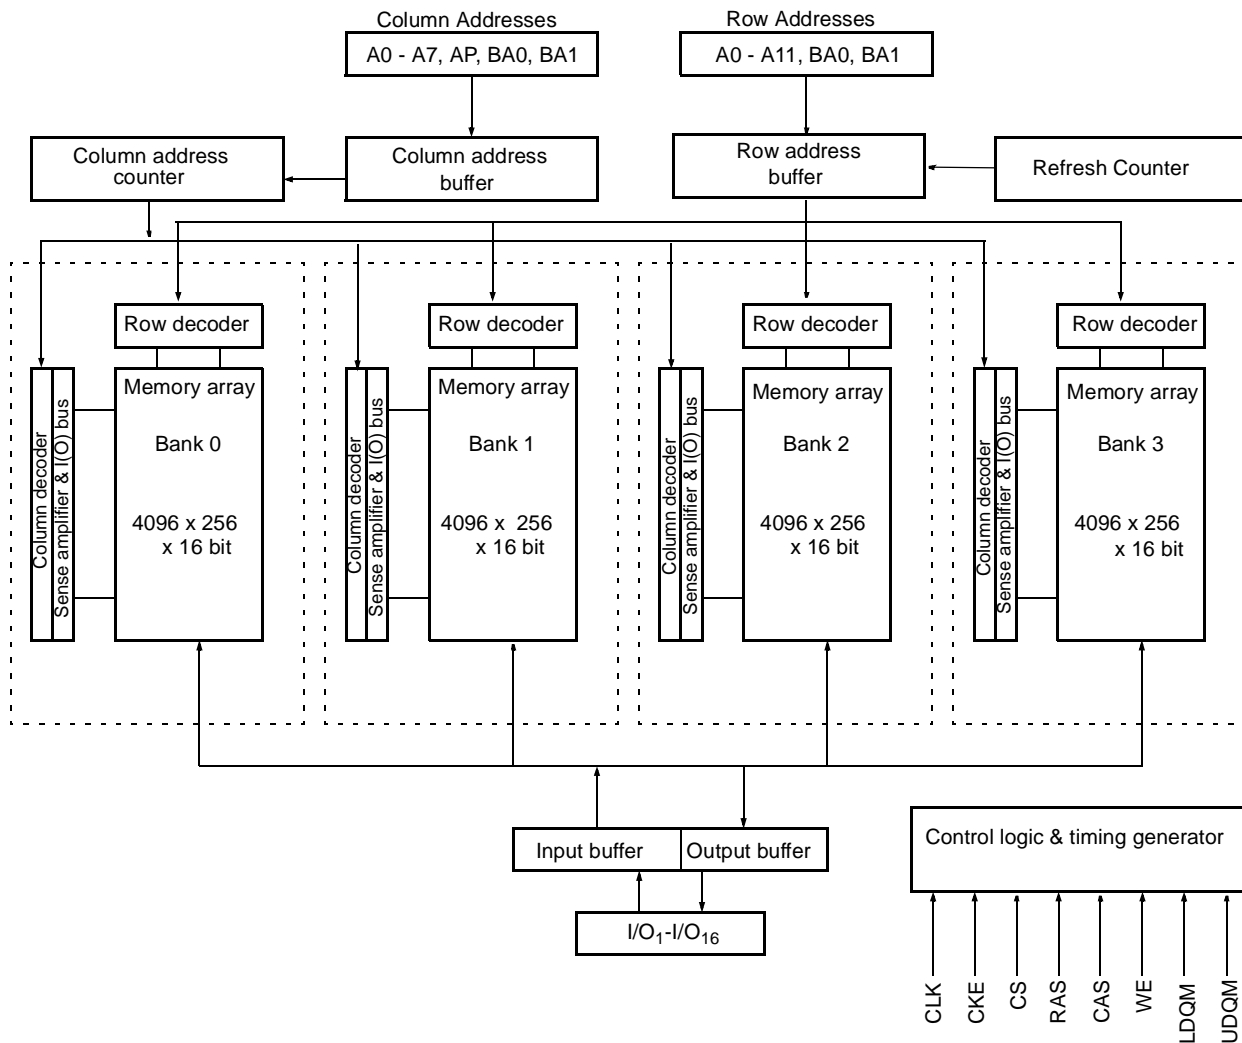 Column Addresses
Row Addresses
A0 - A7, AP, BA0, BA1
A0 - A11, BA0, BA1
Column address
counter
Column address
buffer
Row address
buffer
Refresh Counter
Row decoder
Row decoder
Row decoder
Row decoder
Column decoder
Sense amplifier & I(O) bus
Memory array
Bank 0
4096 x 256
x 16 bit
Column decoder
Sense amplifier & I(O) bus
Memory array
Bank 1
4096 x  256
x 16 bit
Column decoder
Sense amplifier & I(O) bus
Memory array
Bank 2
4096 x 256
x 16 bit
Column decoder
Sense amplifier & I(O) bus
Memory array
Bank 3
4096 x 256
x 16 bit
Input buffer
Output buffer
I/O1-I/O16
Control logic & timing generator
CLK
CKE
CS
RAS
CAS
WE
LDQM
UDQM